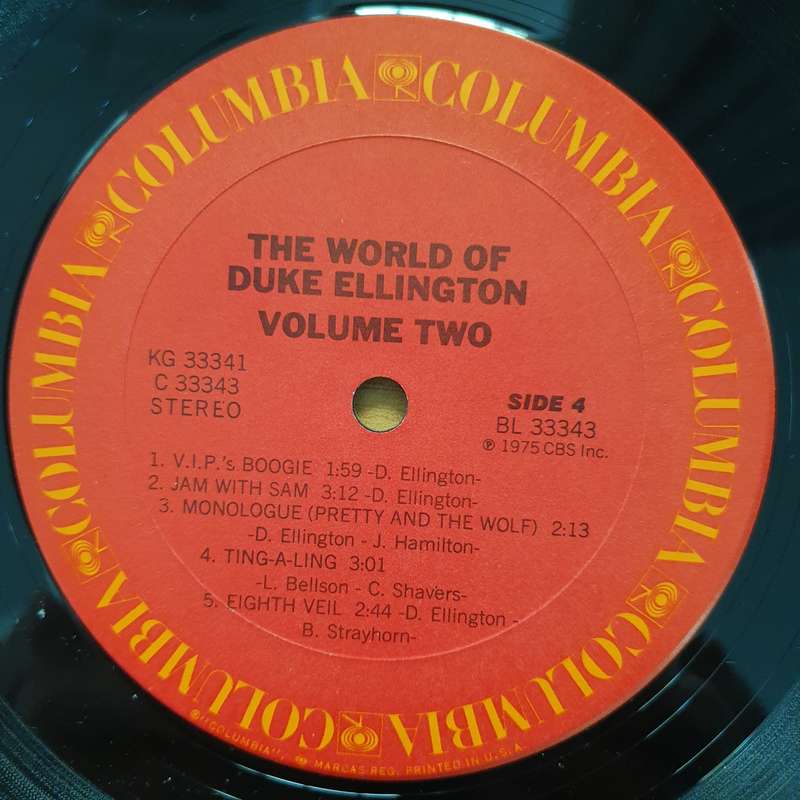 COLUMBIA COLUMBIA COLUMBIA COLUMBIA COLUMBIA COLUMBIA COLUMBIA COLUMBIA
THE WORLD OF
DUKE ELLINGTON
VOLUME TWO
KG 33341
C 33343
STEREO
SIDE 4
BL 33343
℗ 1975 CBS Inc.
1. V.I.P.'s BOOGIE 1:59 -D. Ellington-
2. JAM WITH SAM 3:12 -D. Ellington-
3. MONOLOGUE (PRETTY AND THE WOLF) 2:13
-D. Ellington - J. Hamilton-
4. TING-A-LING 3:01
-L. Bellson - C. Shavers-
5. EIGHTH VEIL 2:44 -D. Ellington -
B. Strayhorn-
®"COLUMBIA", ® MARCAS REG. PRINTED IN U.S.A.